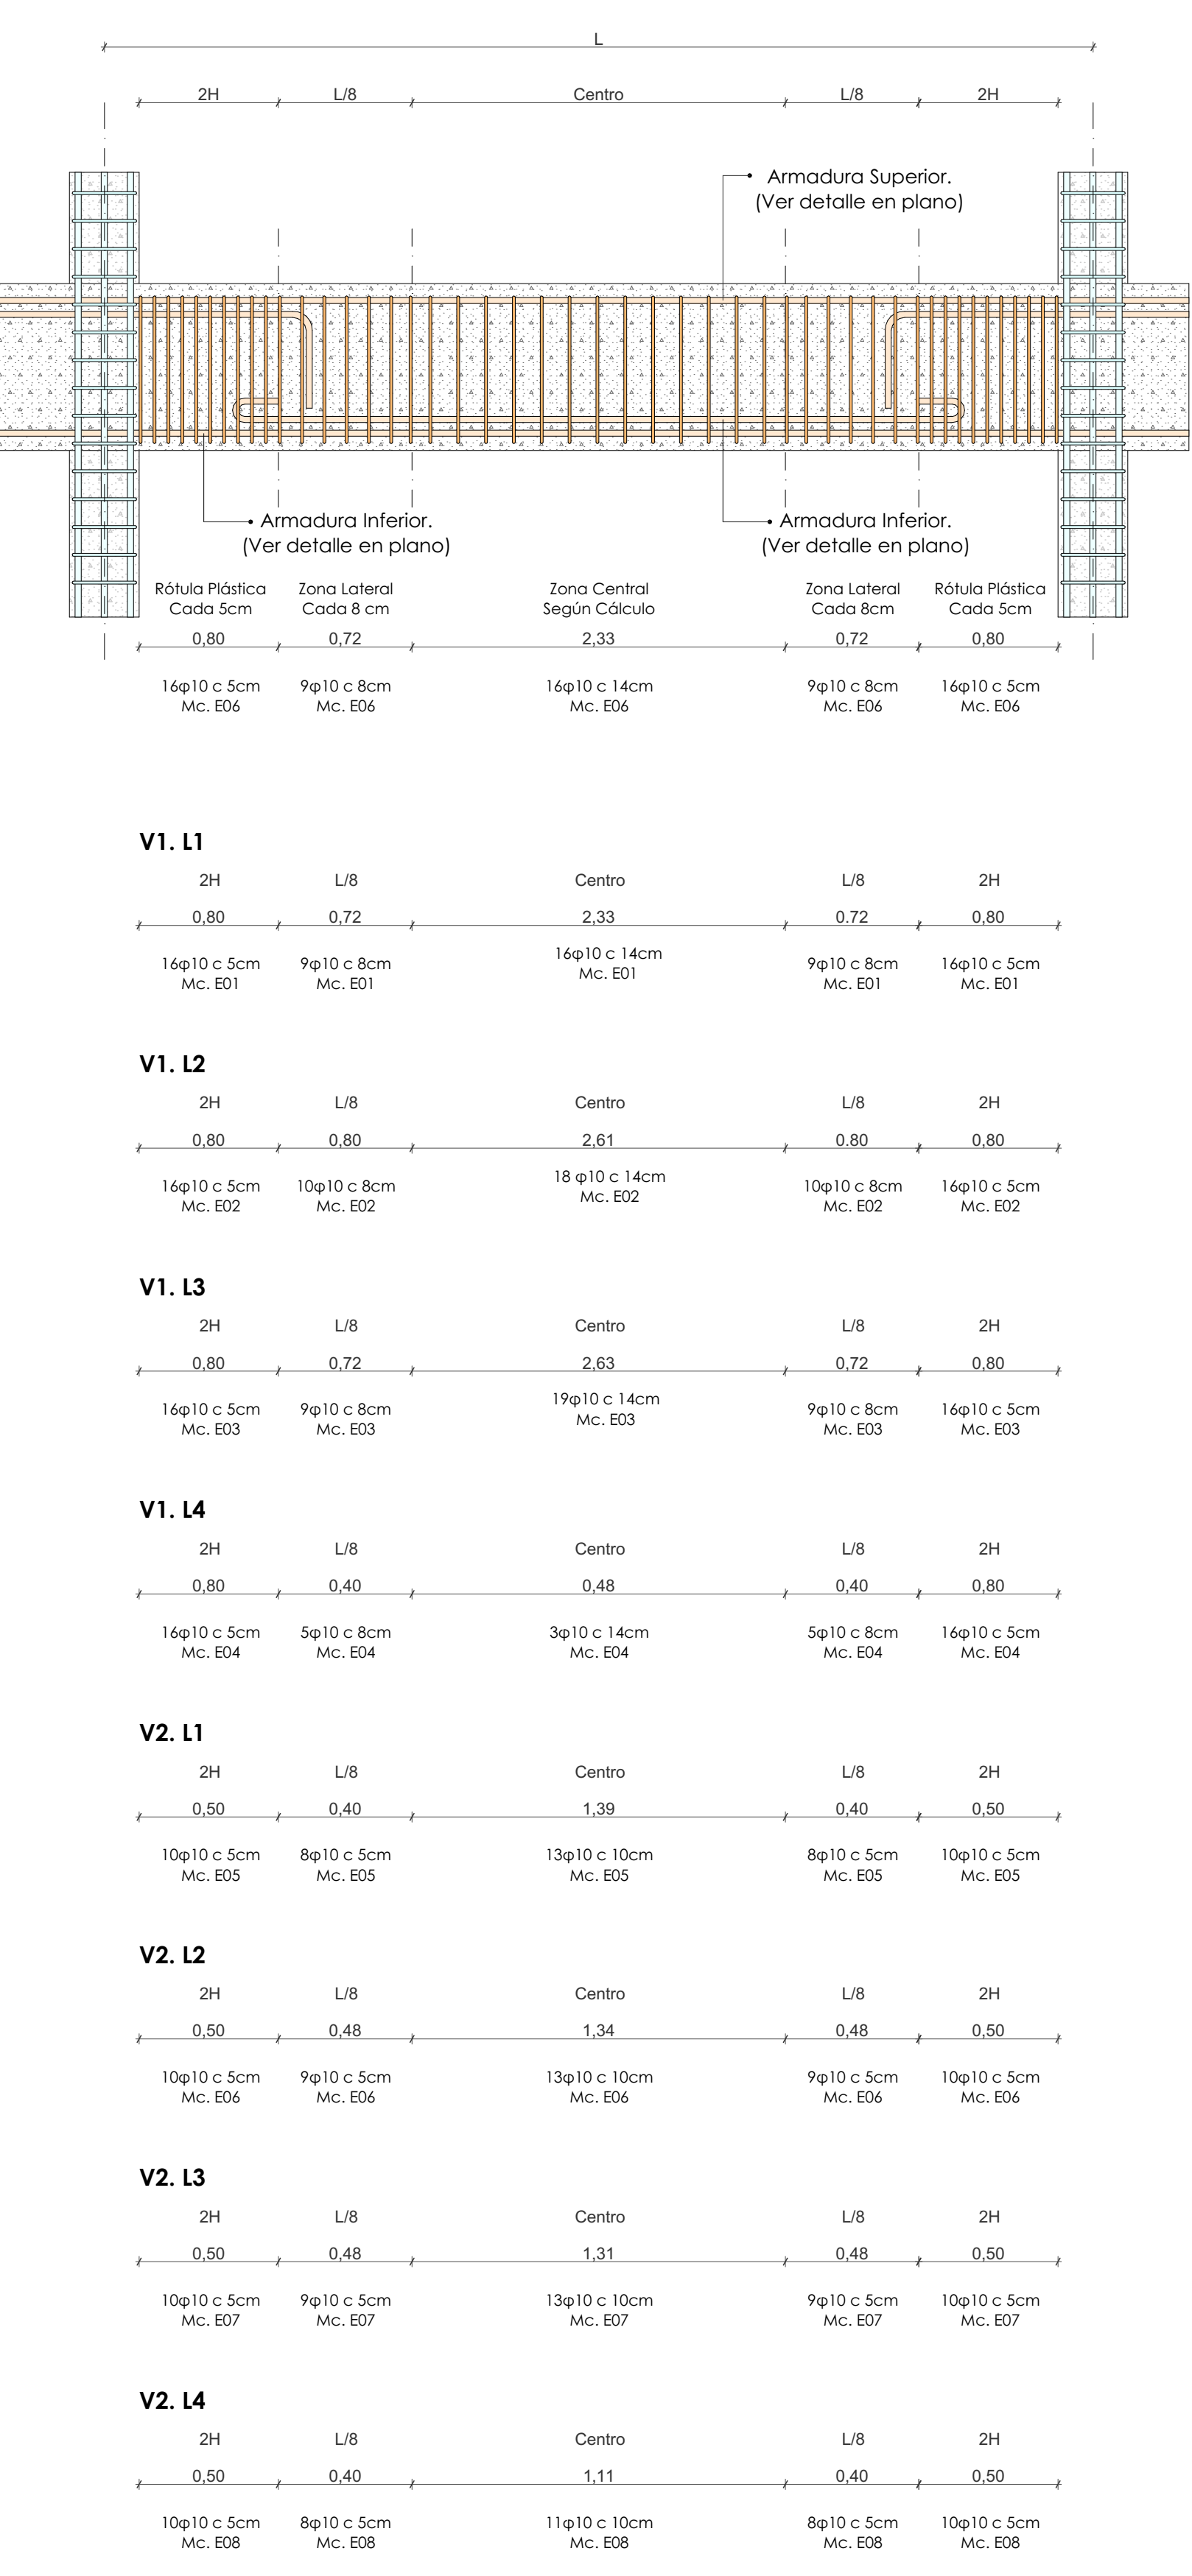 L
2H L/8 Centro L/8 2H
Armadura Superior.
(Ver detalle en plano)
Armadura Inferior.
(Ver detalle en plano)
Armadura Inferior.
(Ver detalle en plano)
Rótula Plástica Zona Lateral Zona Central Zona Lateral Rótula Plástica
Cada 5cm Cada 8 cm Según Cálculo Cada 8cm Cada 5cm
0,80 0,72 2,33 0,72 0,80
16φ10 c 5cm 9φ10 c 8cm 16φ10 c 14cm 9φ10 c 8cm 16φ10 c 5cm
Mc. E06 Mc. E06 Mc. E06 Mc. E06 Mc. E06
V1. L1
2H L/8 Centro L/8 2H
0,80 0,72 2,33 0.72 0,80
16φ10 c 5cm 9φ10 c 8cm 16φ10 c 14cm 9φ10 c 8cm 16φ10 c 5cm
Mc. E01 Mc. E01 Mc. E01 Mc. E01 Mc. E01
V1. L2
2H L/8 Centro L/8 2H
0,80 0,80 2,61 0.80 0,80
16φ10 c 5cm 10φ10 c 8cm 18 φ10 c 14cm 10φ10 c 8cm 16φ10 c 5cm
Mc. E02 Mc. E02 Mc. E02 Mc. E02 Mc. E02
V1. L3
2H L/8 Centro L/8 2H
0,80 0,72 2,63 0,72 0,80
16φ10 c 5cm 9φ10 c 8cm 19φ10 c 14cm 9φ10 c 8cm 16φ10 c 5cm
Mc. E03 Mc. E03 Mc. E03 Mc. E03 Mc. E03
V1. L4
2H L/8 Centro L/8 2H
0,80 0,40 0,48 0,40 0,80
16φ10 c 5cm 5φ10 c 8cm 3φ10 c 14cm 5φ10 c 8cm 16φ10 c 5cm
Mc. E04 Mc. E04 Mc. E04 Mc. E04 Mc. E04
V2. L1
2H L/8 Centro L/8 2H
0,50 0,40 1,39 0,40 0,50
10φ10 c 5cm 8φ10 c 5cm 13φ10 c 10cm 8φ10 c 5cm 10φ10 c 5cm
Mc. E05 Mc. E05 Mc. E05 Mc. E05 Mc. E05
V2. L2
2H L/8 Centro L/8 2H
0,50 0,48 1,34 0,48 0,50
10φ10 c 5cm 9φ10 c 5cm 13φ10 c 10cm 9φ10 c 5cm 10φ10 c 5cm
Mc. E06 Mc. E06 Mc. E06 Mc. E06 Mc. E06
V2. L3
2H L/8 Centro L/8 2H
0,50 0,48 1,31 0,48 0,50
10φ10 c 5cm 9φ10 c 5cm 13φ10 c 10cm 9φ10 c 5cm 10φ10 c 5cm
Mc. E07 Mc. E07 Mc. E07 Mc. E07 Mc. E07
V2. L4
2H L/8 Centro L/8 2H
0,50 0,40 1,11 0,40 0,50
10φ10 c 5cm 8φ10 c 5cm 11φ10 c 10cm 8φ10 c 5cm 10φ10 c 5cm
Mc. E08 Mc. E08 Mc. E08 Mc. E08 Mc. E08